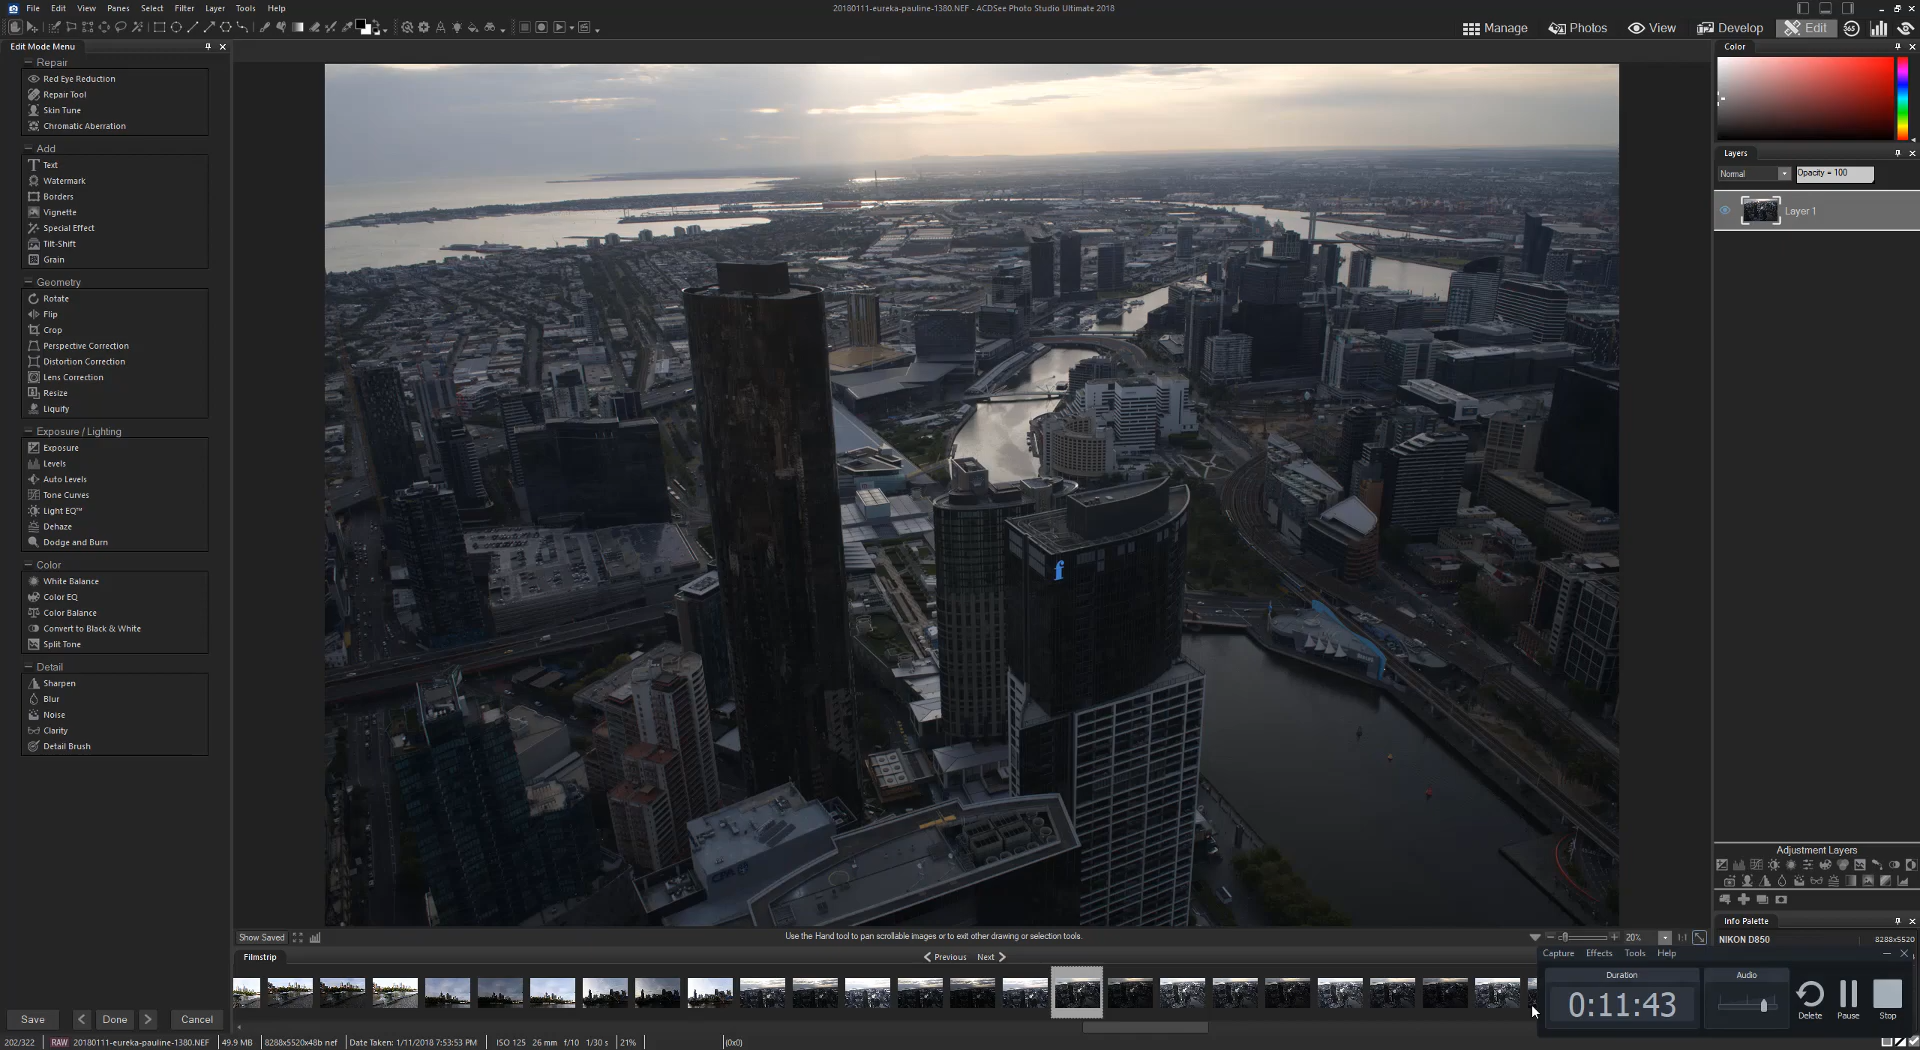 File Edit View Panes Select Filter Layer Tools Help
20180111-eureka-pauline-1380.NEF - ACDSee Photo Studio Ultimate 2018
Manage Photos View Develop Edit 365
Edit Mode Menu
Repair
Red Eye Reduction
Repair Tool
Skin Tune
Chromatic Aberration
Add
Text
Watermark
Borders
Vignette
Special Effect
Tilt-Shift
Grain
Geometry
Rotate
Flip
Crop
Perspective Correction
Distortion Correction
Lens Correction
Resize
Liquify
Exposure / Lighting
Exposure
Levels
Auto Levels
Tone Curves
Light EQ™
Dehaze
Dodge and Burn
Color
White Balance
Color EQ
Color Balance
Convert to Black & White
Split Tone
Detail
Sharpen
Blur
Noise
Clarity
Detail Brush
Save Done Cancel
f
Color
Layers
Normal Opacity = 100
Layer 1
Adjustment Layers
Info Palette
NIKON D850 8288x5520
Show Saved
Use the Hand tool to pan scrollable images or to exit other drawing or selection tools.
20% 1:1
Filmstrip
Previous Next
Capture Effects Tools Help
Duration Audio
0:11:43
Delete Pause Stop
202/322 RAW 20180111-eureka-pauline-1380.NEF 49.9 MB 8288x5520x48b nef Date Taken: 1/11/2018 7:53:53 PM ISO 125 26 mm f/10 1/30 s 21% (0x0)